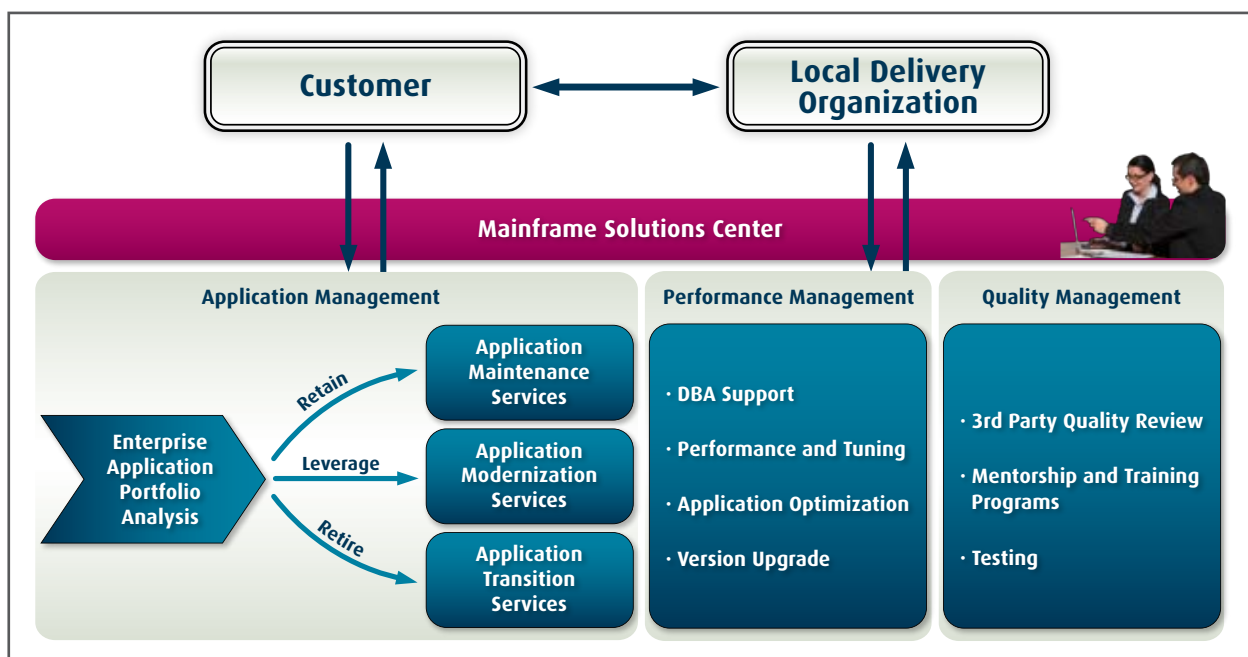 Customer
Local Delivery
Organization
Mainframe Solutions Center
Application Management
Enterprise
Application
Portfolio
Analysis
Retain
Leverage
Retire
Application
Maintenance
Services
Application
Modernization
Services
Application
Transition
Services
Performance Management
· DBA Support
· Performance and Tuning
· Application Optimization
· Version Upgrade
Quality Management
· 3rd Party Quality Review
· Mentorship and Training
Programs
· Testing